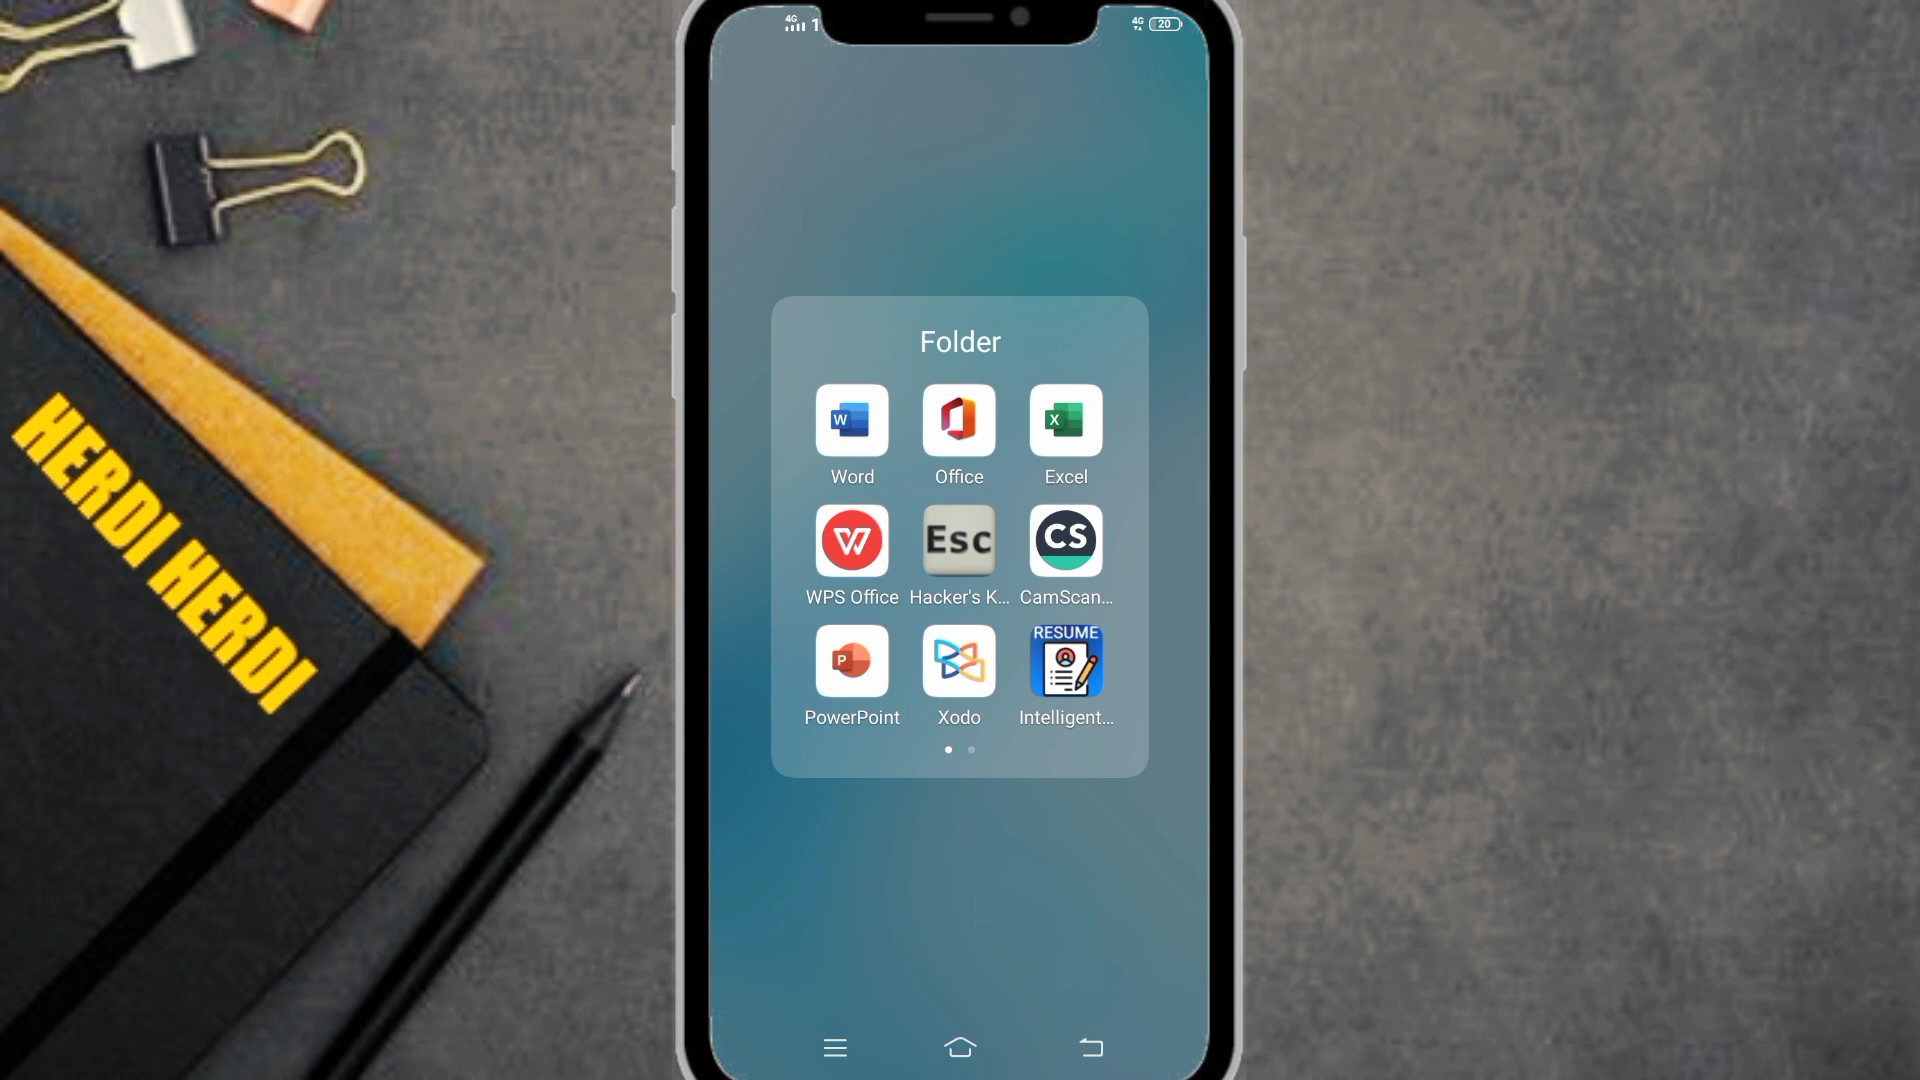 4G 1
4G 20
Folder
W
X
Word
Office
Excel
W
Esc
CS
WPS Office
Hacker's K...
CamScan...
P
RESUME
PowerPoint
Xodo
Intelligent...
HERDI HERDI